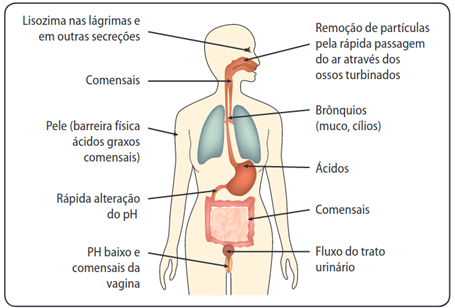 Lisozima nas lágrimas e
em outras secreções
Comensais
Pele (barreira física
ácidos graxos
comensais)
Rápida alteração
do pH
PH baixo e
comensais da
vagina
Remoção de partículas
pela rápida passagem
do ar através dos
ossos turbinados
Brônquios
(muco, cílios)
Ácidos
Comensais
Fluxo do trato
urinário